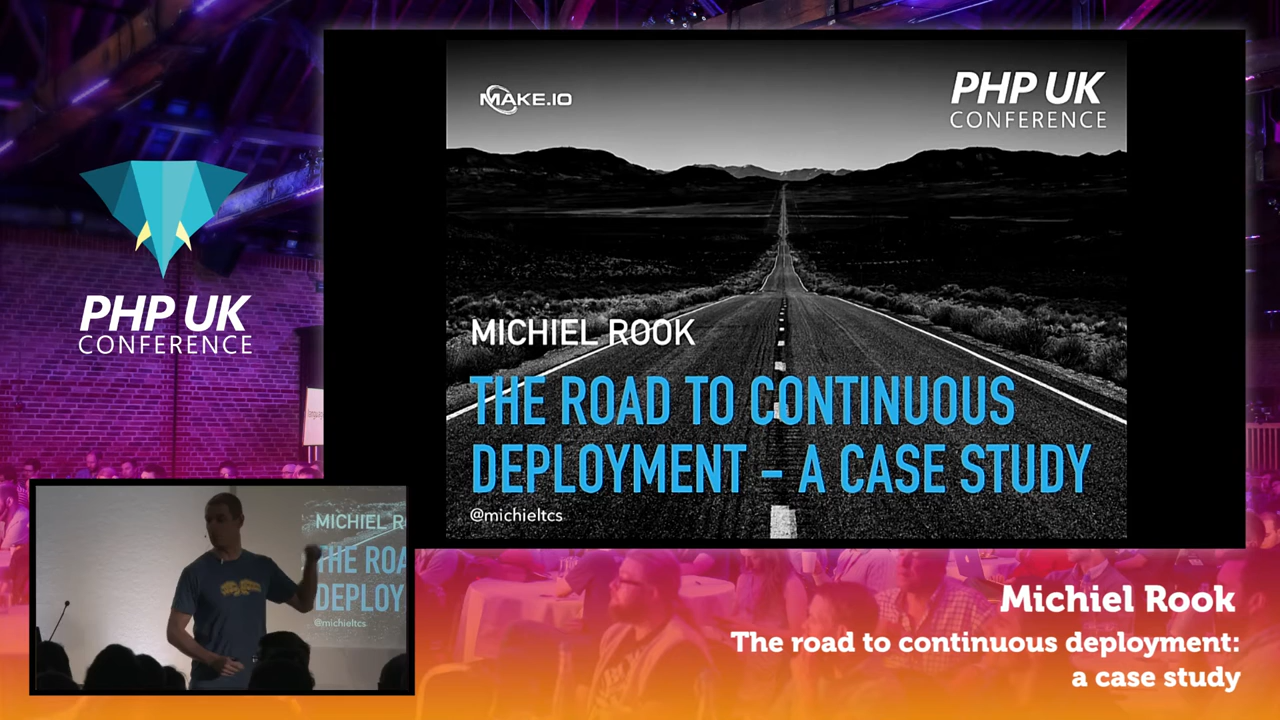 MAKE.IO
PHP UK
CONFERENCE
MICHIEL ROOK
THE ROAD TO CONTINUOUS
DEPLOYMENT – A CASE STUDY
@michieltcs
PHP UK
CONFERENCE
MICHIEL R
THE ROA
DEPLOY
@michieltcs
Michiel Rook
The road to continuous deployment:
a case study